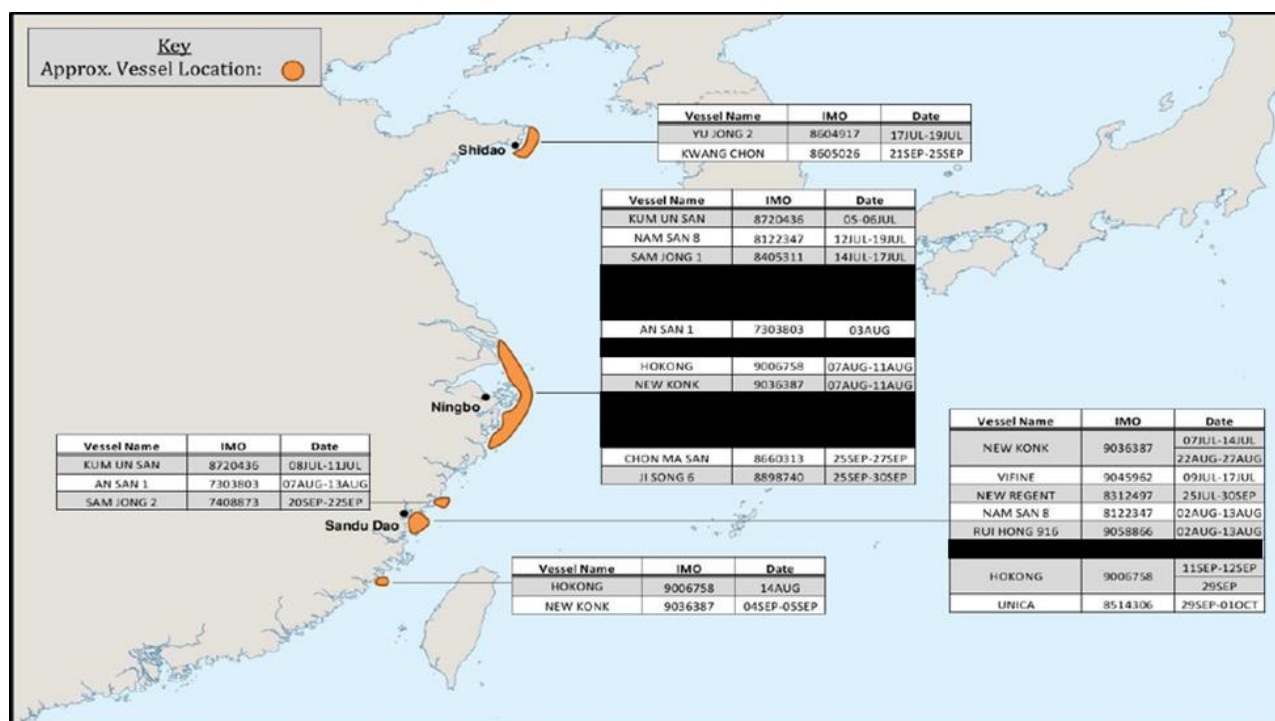 Key
Approx. Vessel Location:
Shidao
Vessel Name IMO Date
YU JONG 2 8604917 17JUL-19JUL
KWANG CHON 8605026 21SEP-25SEP
Vessel Name IMO Date
KUM UN SAN 8720436 05-06JUL
NAM SAN 8 8122347 12JUL-19JUL
SAM JONG 1 8405311 14JUL-17JUL
AN SAN 1 7303803 03AUG
HOKONG 9006758 07AUG-11AUG
NEW KONK 9036387 07AUG-11AUG
CHON MA SAN 8660313 25SEP-27SEP
JI SONG 6 8898740 25SEP-30SEP
Ningbo
Vessel Name IMO Date
KUM UN SAN 8720436 08JUL-11JUL
AN SAN 1 7303803 07AUG-13AUG
SAM JONG 2 7408873 20SEP-22SEP
Sandu Dao
Vessel Name IMO Date
NEW KONK 9036387 07JUL-14JUL
22AUG-27AUG
VIFINE 9045962 09JUL-17JUL
NEW REGENT 8312497 25JUL-30SEP
NAM SAN 8 8122347 02AUG-13AUG
RUI HONG 916 9058866 02AUG-13AUG
HOKONG 9006758 11SEP-12SEP
29SEP
UNICA 8514306 29SEP-01OCT
Vessel Name IMO Date
HOKONG 9006758 14AUG
NEW KONK 9036387 04SEP-05SEP